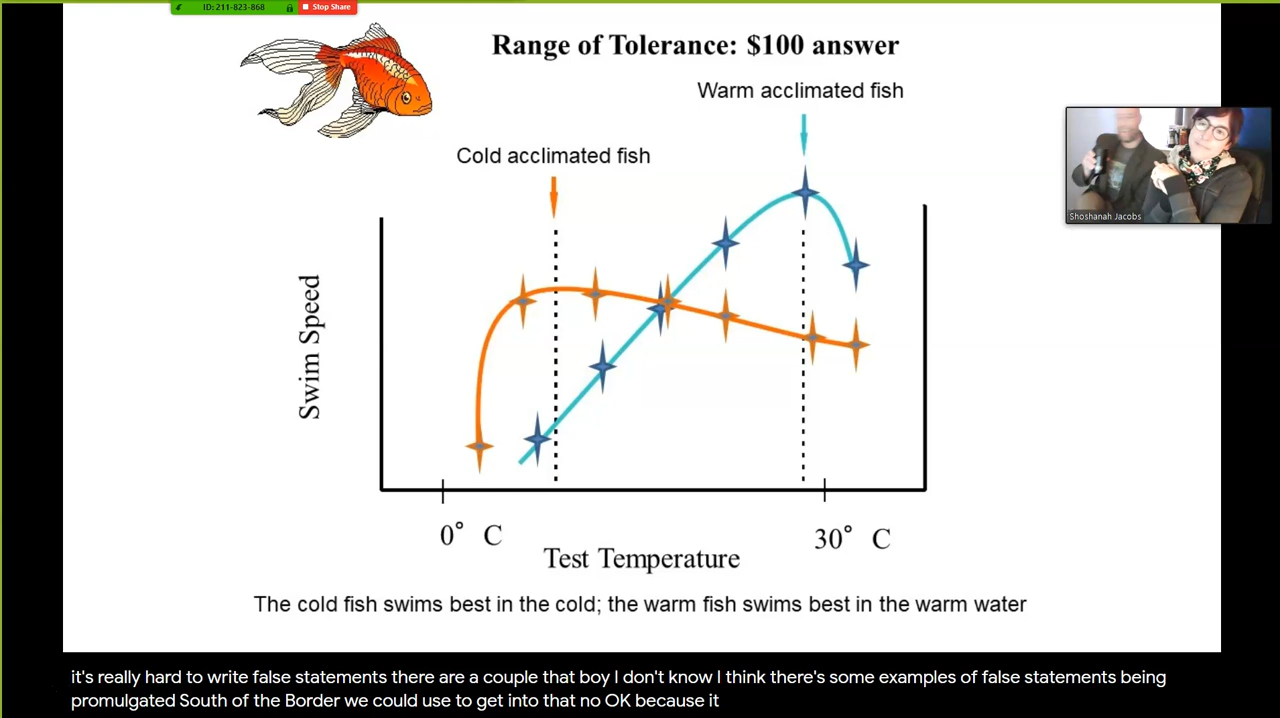 ID: 211-823-868
Stop Share
Range of Tolerance: $100 answer
Warm acclimated fish
Cold acclimated fish
Shoshanah Jacobs
Swim Speed
0° C
30° C
Test Temperature
The cold fish swims best in the cold; the warm fish swims best in the warm water
it's really hard to write false statements there are a couple that boy I don't know I think there's some examples of false statements being
promulgated South of the Border we could use to get into that no OK because it